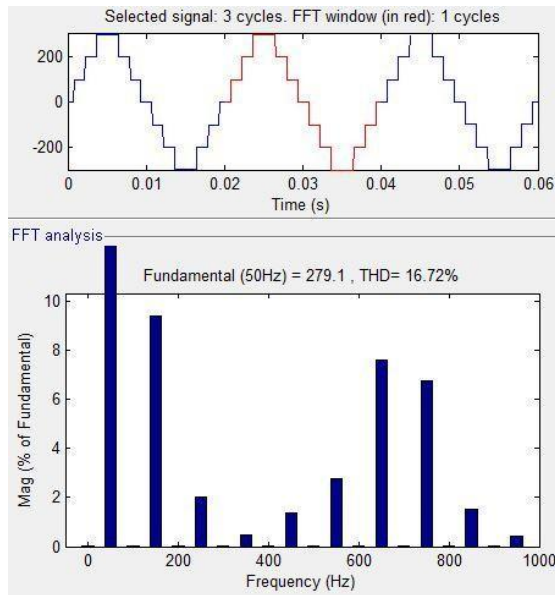 Selected signal: 3 cycles. FFT window (in red): 1 cycles
200
0
-200
0 0.01 0.02 0.03 0.04 0.05 0.06
Time (s)
FFT analysis
Fundamental (50Hz) = 279.1 , THD= 16.72%
10
8
6
4
2
0
Mag (% of Fundamental)
0 200 400 600 800 1000
Frequency (Hz)